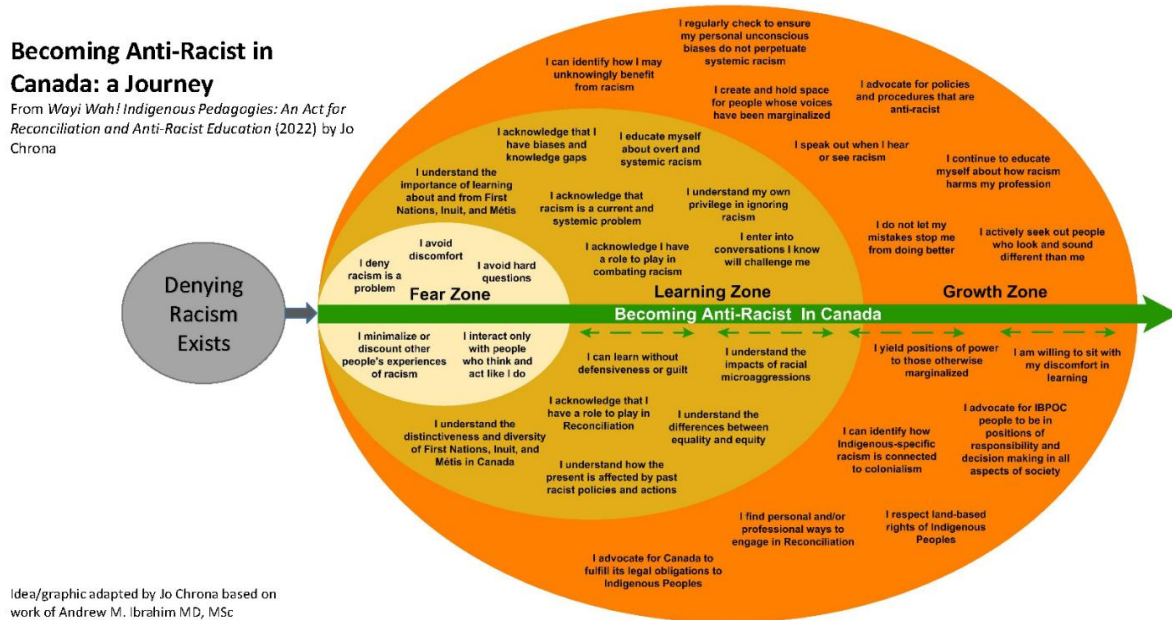 Becoming Anti-Racist in
Canada: a Journey
From Wayi Wah! Indigenous Pedagogies: An Act for
Reconciliation and Anti-Racist Education (2022) by Jo
Chrona
Denying
Racism
Exists
I deny
racism is a
problem
I avoid
discomfort
I avoid hard
questions
Fear Zone
I minimalize or
discount other
people's experiences
of racism
I interact only
with people
who think and
act like I do
I acknowledge that I
have biases and
knowledge gaps
I educate myself
about overt and
systemic racism
I understand the
importance of learning
about and from First
Nations, Inuit, and Métis
I acknowledge that
racism is a current and
systemic problem
I understand my own
privilege in ignoring
racism
I acknowledge I have
a role to play in
combating racism
I enter into
conversations I know
will challenge me
Learning Zone
Becoming Anti-Racist In Canada
I can learn without
defensiveness or guilt
I understand the
impacts of racial
microaggressions
I acknowledge that I
have a role to play in
Reconciliation
I understand the
differences between
equality and equity
I understand the
distinctiveness and diversity
of First Nations, Inuit, and
Métis in Canada
I understand how the
present is affected by past
racist policies and actions
I regularly check to ensure
my personal unconscious
biases do not perpetuate
systemic racism
I can identify how I may
unknowingly benefit
from racism
I create and hold
space for people whose voices
have been marginalized
I advocate for policies
and procedures that are
anti-racist
I speak out when I
hear or see racism
I continue to educate
myself about how racism
harms my profession
I do not let my
mistakes stop me
from doing better
I actively seek out people
who look and sound
different than me
Growth Zone
I yield positions of power
to those otherwise
marginalized
I am willing to sit with
my discomfort in
learning
I can identify how
Indigenous-specific
racism is connected
to colonialism
I advocate for IBPOC
people to be in
positions of
responsibility and
decision making in all
aspects of society
I find personal and/or
professional ways to
engage in Reconciliation
I respect land-based
rights of Indigenous
Peoples
I advocate for Canada to
fulfill its legal obligations to
Indigenous Peoples
Idea/graphic adapted by Jo Chrona based on
work of Andrew M. Ibrahim MD, MSc